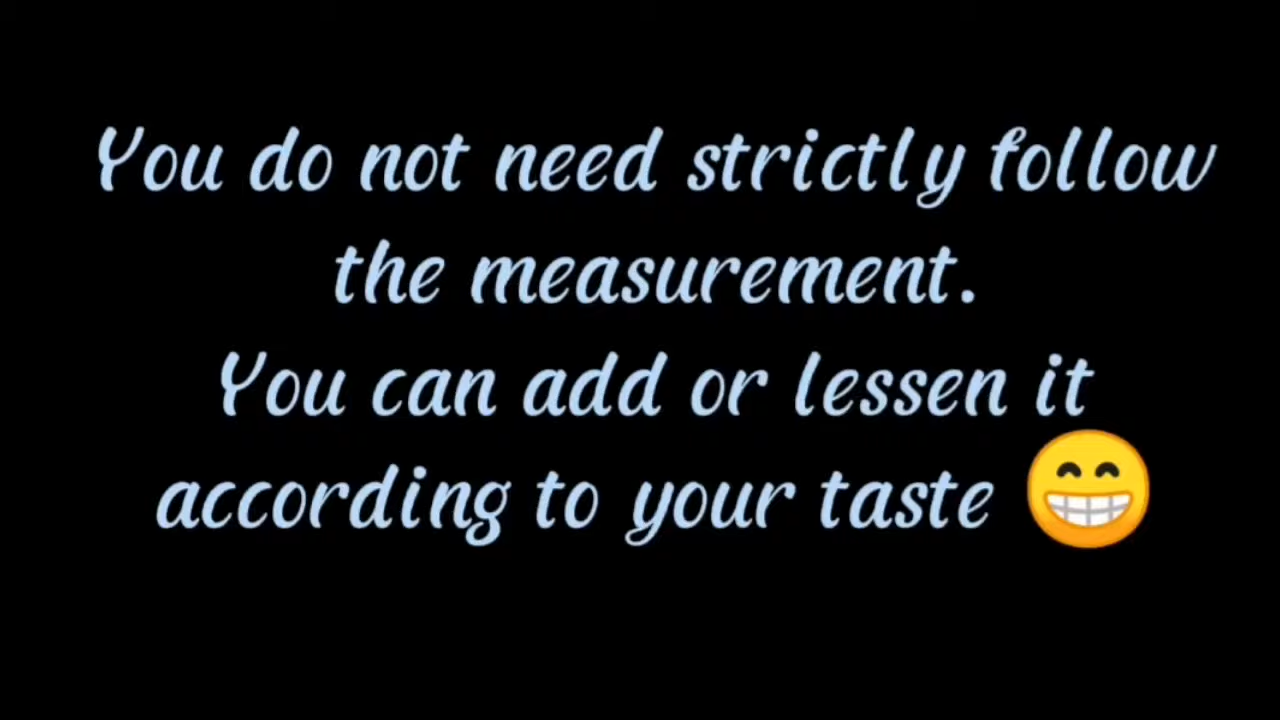 You do not need strictly follow
the measurement.
You can add or lessen it
according to your taste 😁